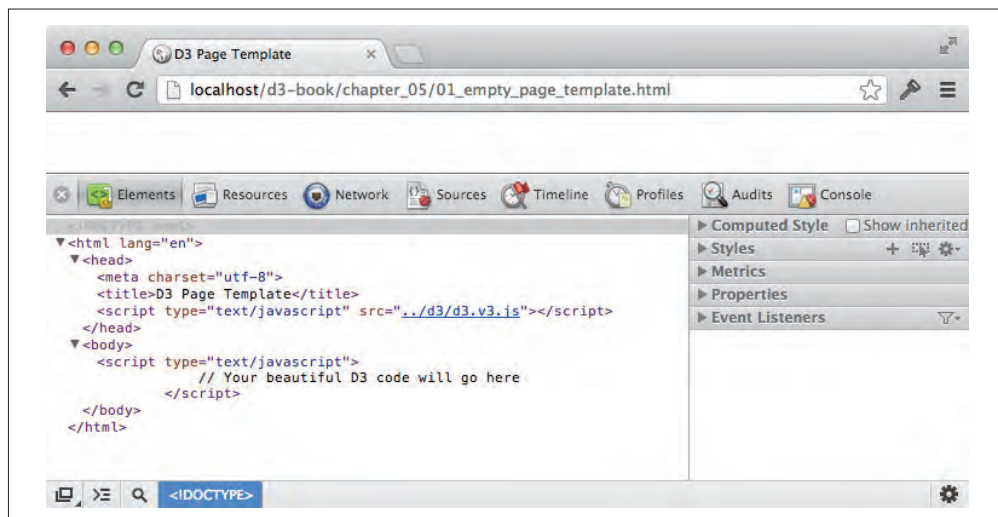 D3 Page Template
localhost/d3-book/chapter_05/01_empty_page_template.html
Elements Resources Network Sources Timeline Profiles Audits Console
<html lang="en">
<head>
<meta charset="utf-8">
<title>D3 Page Template</title>
<script type="text/javascript" src="../d3/d3.v3.js"></script>
</head>
<body>
<script type="text/javascript">
// Your beautiful D3 code will go here
</script>
</body>
</html>
Computed Style Show inherited
Styles
Metrics
Properties
Event Listeners
<!DOCTYPE>